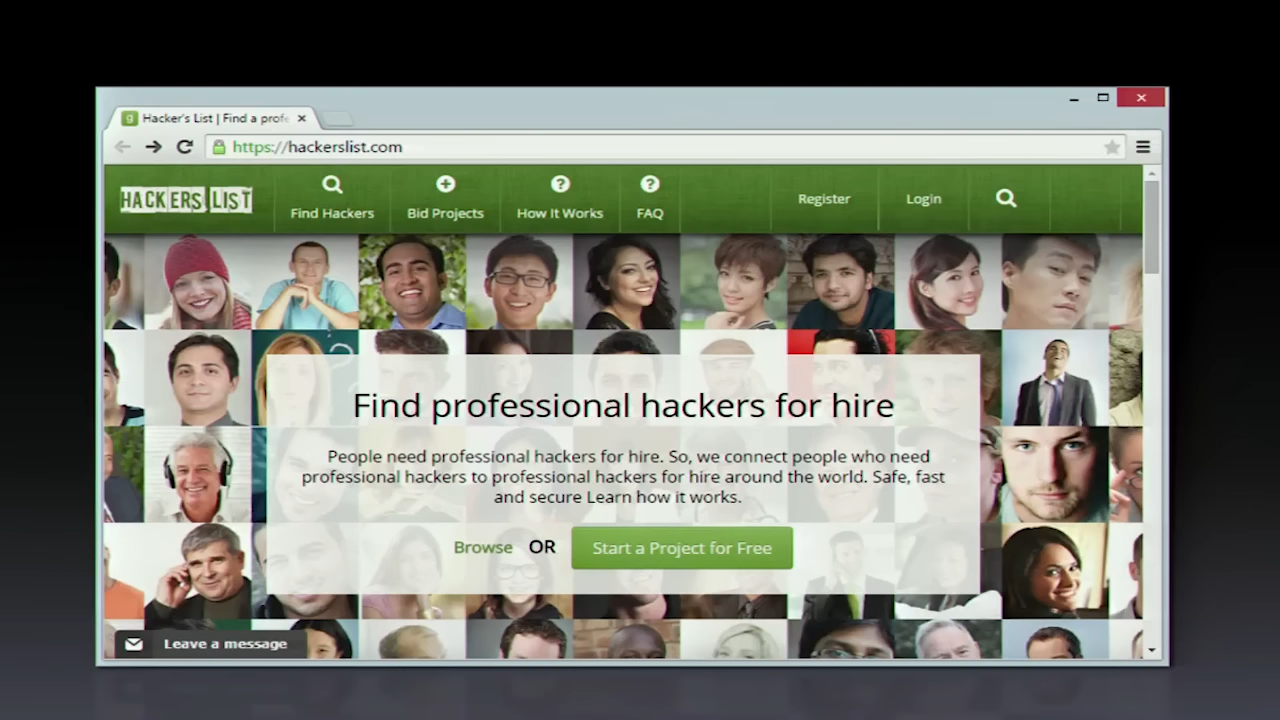 Hacker's List | Find a profe
https://hackerslist.com
HACKERS LIST
Find Hackers
Bid Projects
How It Works
FAQ
Register
Login
Find professional hackers for hire
People need professional hackers for hire. So, we connect people who need
professional hackers to professional hackers for hire around the world. Safe, fast
and secure Learn how it works.
Browse OR Start a Project for Free
Leave a message